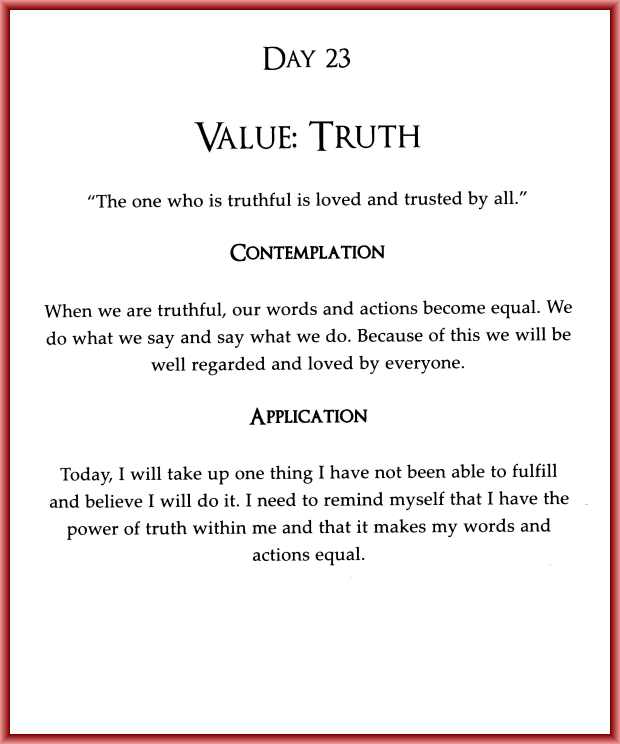 Day 23
Value: Truth
“The one who is truthful is loved and trusted by all.”
Contemplation
When we are truthful, our words and actions become equal. We
do what we say and say what we do. Because of this we will be
well regarded and loved by everyone.
Application
Today, I will take up one thing I have not been able to fulfill
and believe I will do it. I need to remind myself that I have the
power of truth within me and that it makes my words and
actions equal.